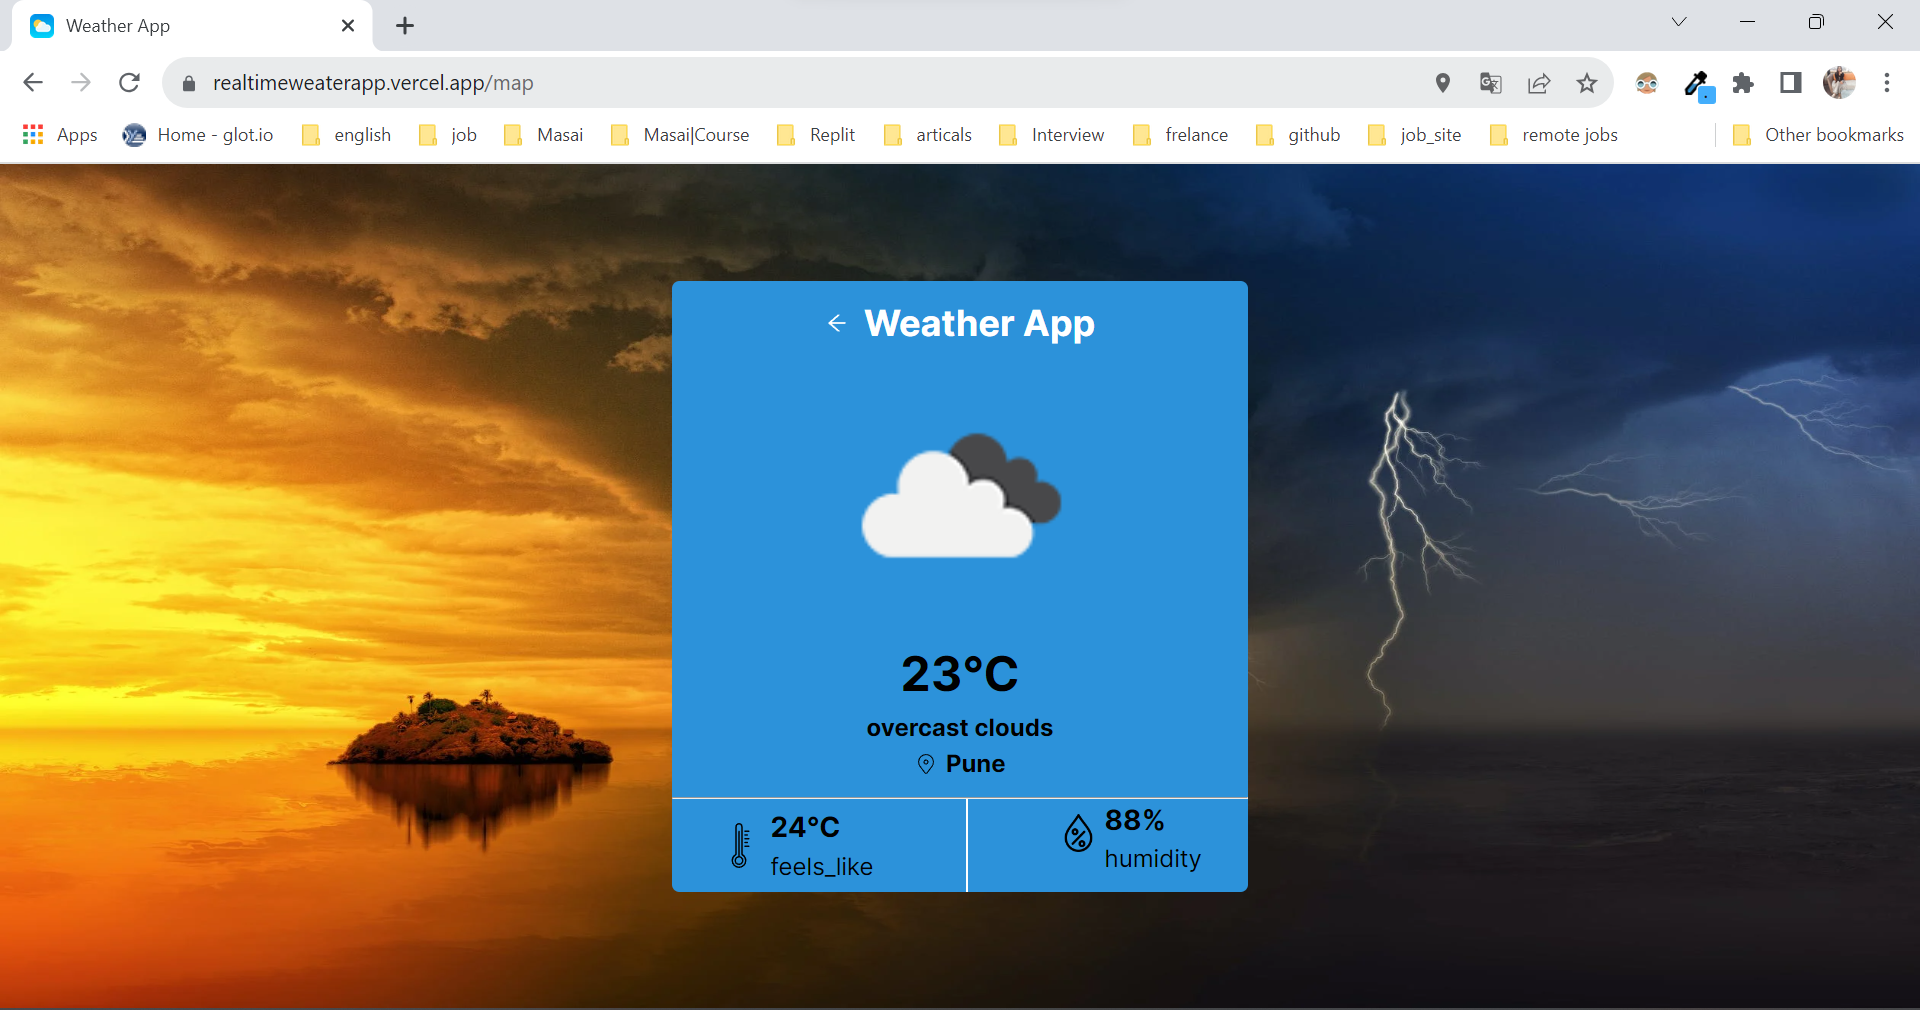 Weather App
realtimeweaterapp.vercel.app/map
Apps Home - glot.io english job Masai Masai|Course Replit articals Interview frelance github job_site remote jobs Other bookmarks
Weather App
23°C
overcast clouds
Pune
24°C
feels_like
88%
humidity